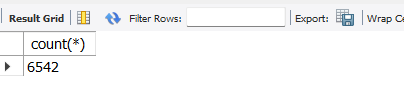 Result Grid Filter Rows: Export: Wrap Ce
count(*)
6542